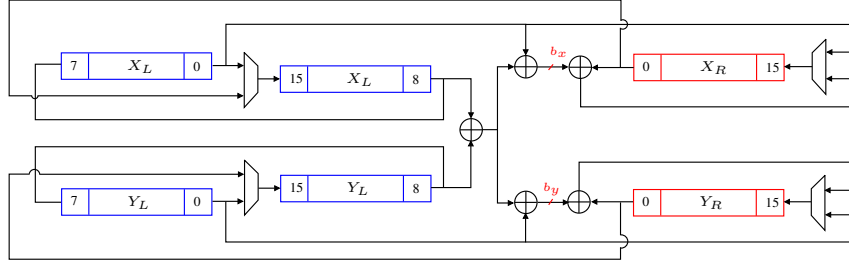 b_x
7 X_L 0
0 X_R 15
15 X_L 8
15 Y_L 8
b_y
7 Y_L 0
0 Y_R 15